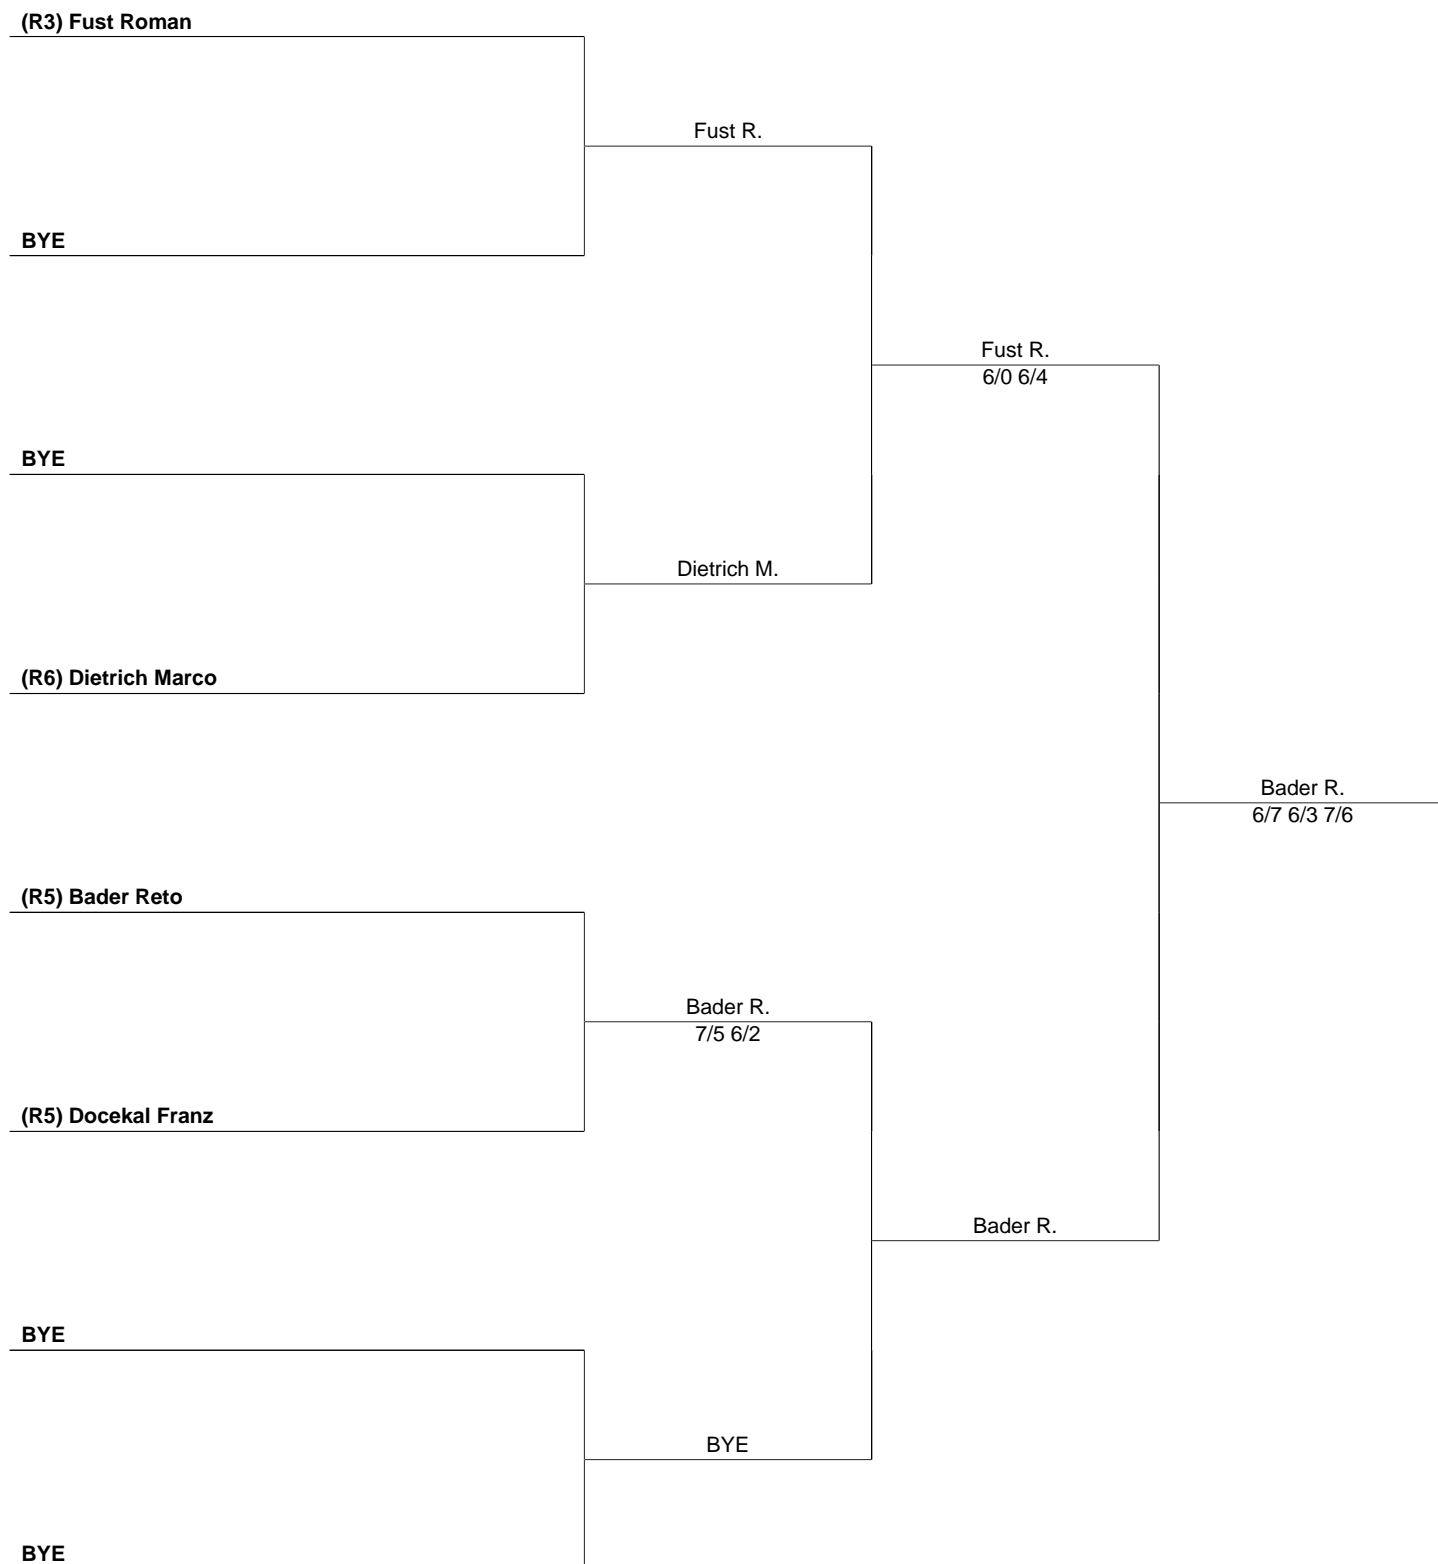 (R3) Fust Roman
Fust R.
BYE
Fust R.
6/0 6/4
BYE
Dietrich M.
(R6) Dietrich Marco
Bader R.
6/7 6/3 7/6
(R5) Bader Reto
Bader R.
7/5 6/2
(R5) Docekal Franz
Bader R.
BYE
BYE
BYE